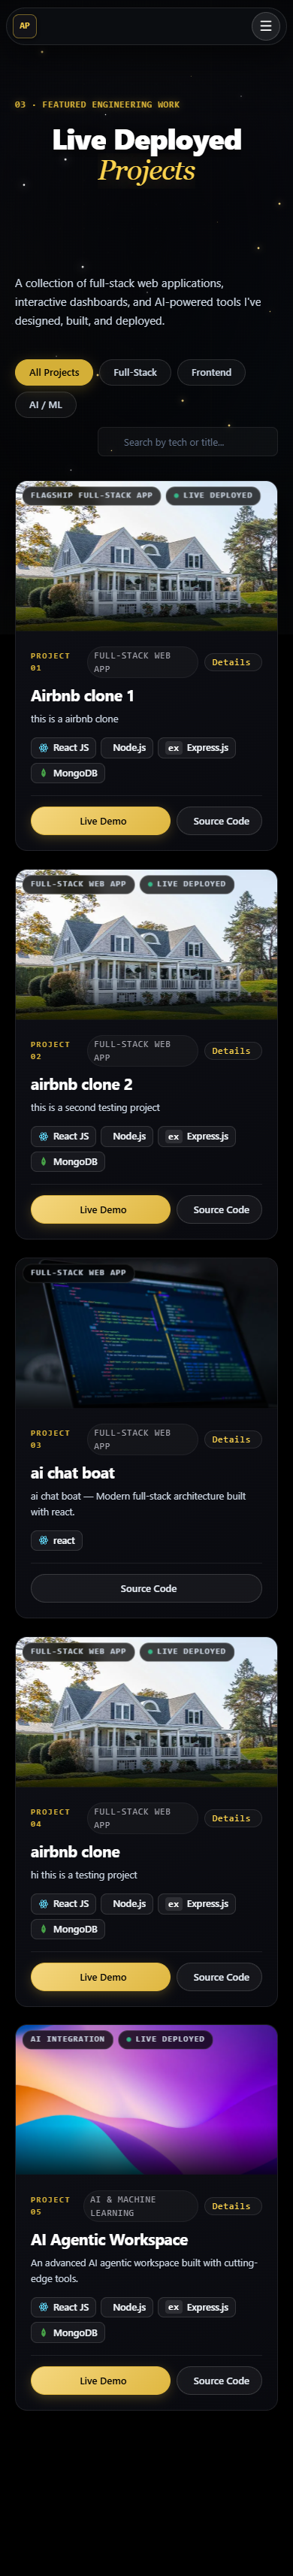 AP
☰
03 · FEATURED ENGINEERING WORK
Live Deployed
Projects
A collection of full-stack web applications,
interactive dashboards, and AI-powered tools I've
designed, built, and deployed.
All Projects
Full-Stack
Frontend
AI / ML
Search by tech or title...
FLAGSHIP FULL-STACK APP
LIVE DEPLOYED
PROJECT
01
FULL-STACK WEB
APP
Details
Airbnb clone 1
this is a airbnb clone
React JS
Node.js
ex Express.js
MongoDB
Live Demo
Source Code
FULL-STACK WEB APP
LIVE DEPLOYED
PROJECT
02
FULL-STACK WEB
APP
Details
airbnb clone 2
this is a second testing project
React JS
Node.js
ex Express.js
MongoDB
Live Demo
Source Code
FULL-STACK WEB APP
PROJECT
03
FULL-STACK WEB
APP
Details
ai chat boat
ai chat boat — Modern full-stack architecture built
with react.
react
Source Code
FULL-STACK WEB APP
LIVE DEPLOYED
PROJECT
04
FULL-STACK WEB
APP
Details
airbnb clone
hi this is a testing project
React JS
Node.js
ex Express.js
MongoDB
Live Demo
Source Code
AI INTEGRATION
LIVE DEPLOYED
PROJECT
05
AI & MACHINE
LEARNING
Details
AI Agentic Workspace
An advanced AI agentic workspace built with cutting-
edge tools.
React JS
Node.js
ex Express.js
MongoDB
Live Demo
Source Code